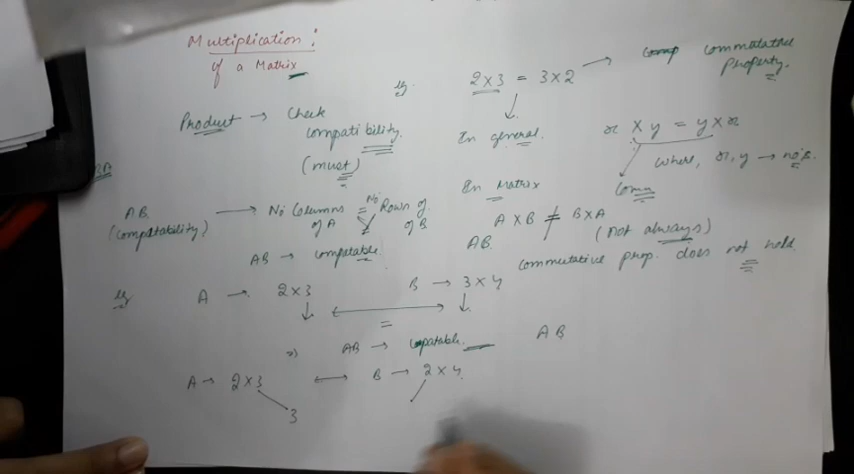 Multiplication :
of a Matrix
Product → Check
compatibility.
(must)
AB.
(compatability) → No Columns = No Rows of
of A of B
AB → compatable.
eg A → 2×3 B → 3×4
=
⇒ AB → compatable. AB
A → 2×3 ↔ B → 2×4
3
eg. 2×3 = 3×2 → comp commutative
property.
In general. x × y = y × x
where, x, y → no's.
Comm
In Matrix
A × B ≠ B × A
AB. (Not always)
commutative prop. does not hold.